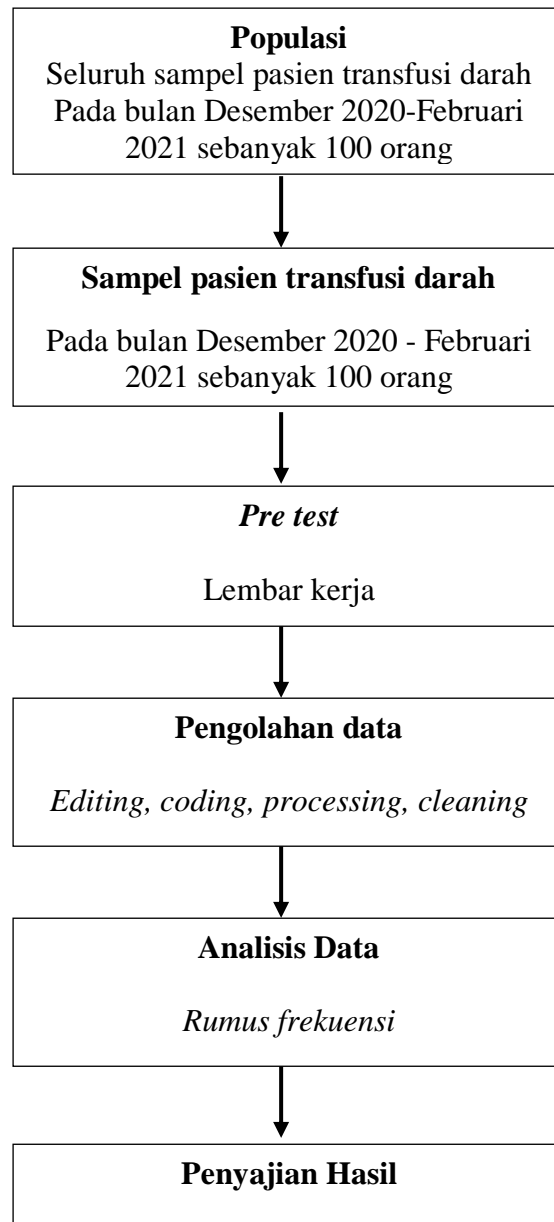 Populasi
Seluruh sampel pasien transfusi darah
Pada bulan Desember 2020-Februari
2021 sebanyak 100 orang
Sampel pasien transfusi darah
Pada bulan Desember 2020 - Februari
2021 sebanyak 100 orang
Pre test
Lembar kerja
Pengolahan data
Editing, coding, processing, cleaning
Analisis Data
Rumus frekuensi
Penyajian Hasil